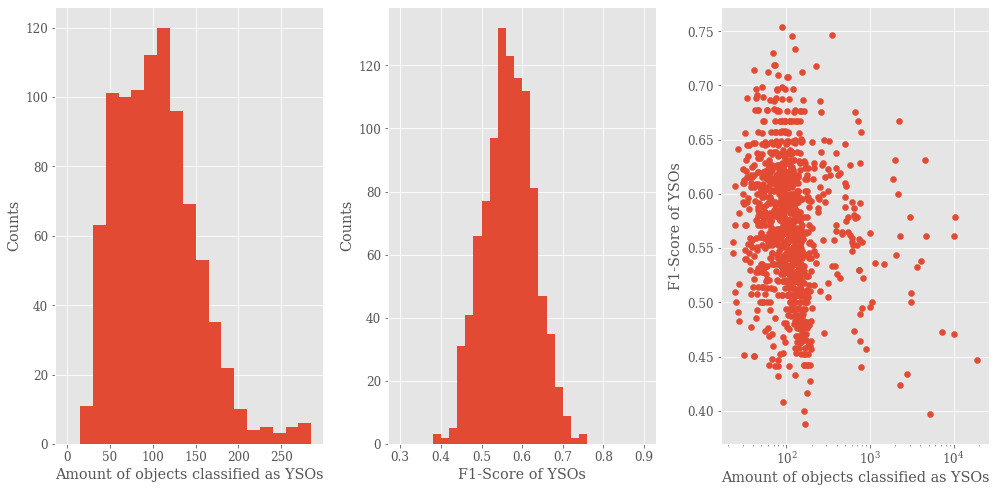 120
100
80
60
40
20
0
Counts
0 50 100 150 200 250
Amount of objects classified as YSOs
120
100
80
60
40
20
0
Counts
0.3 0.4 0.5 0.6 0.7 0.8 0.9
F1-Score of YSOs
0.75
0.70
0.65
0.60
0.55
0.50
0.45
0.40
F1-Score of YSOs
10² 10³ 10⁴
Amount of objects classified as YSOs